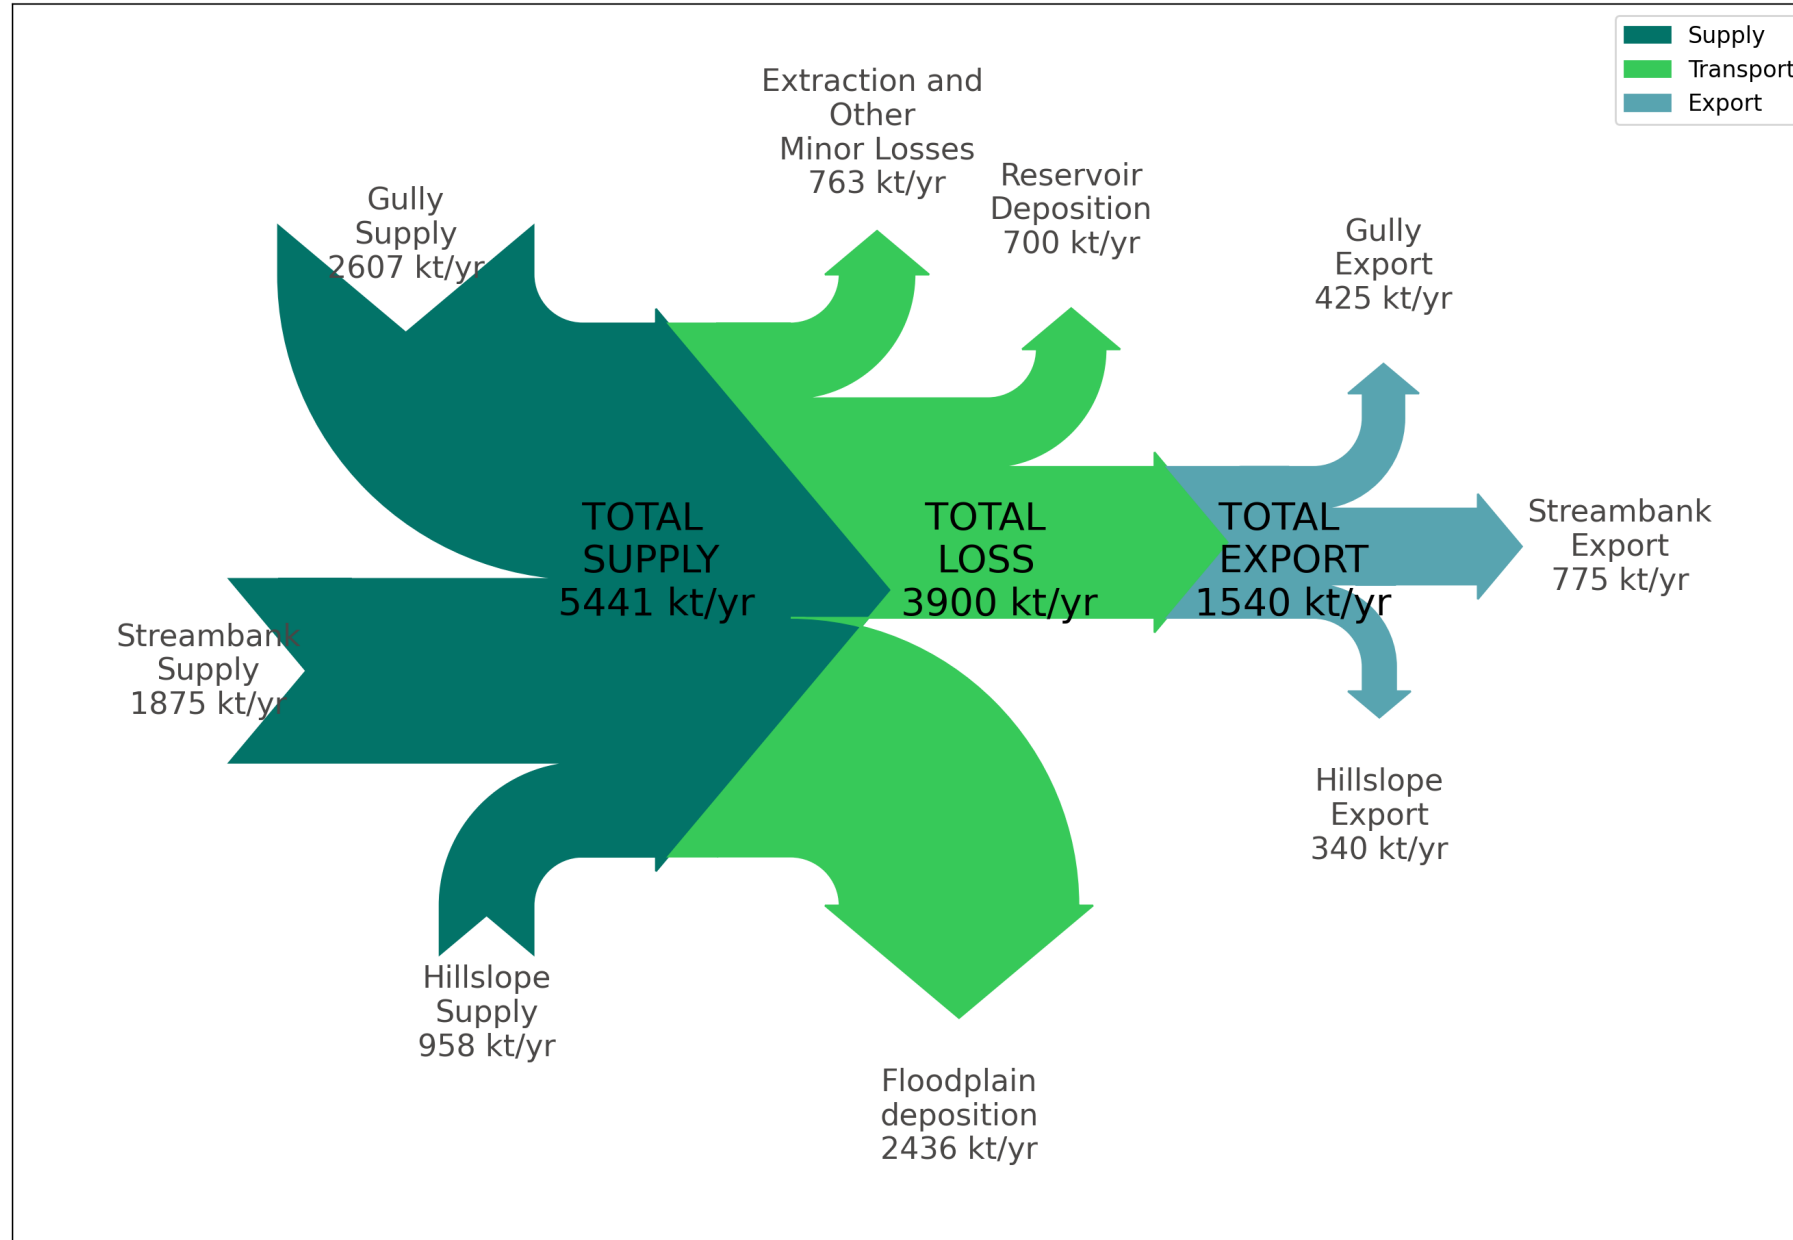 Supply
Transport
Export
Extraction and
Other
Minor Losses
763 kt/yr
Reservoir
Deposition
700 kt/yr
Gully
Supply
2607 kt/yr
Gully
Export
425 kt/yr
TOTAL
SUPPLY
5441 kt/yr
TOTAL
LOSS
3900 kt/yr
TOTAL
EXPORT
1540 kt/yr
Streambank
Export
775 kt/yr
Streambank
Supply
1875 kt/yr
Hillslope
Export
340 kt/yr
Hillslope
Supply
958 kt/yr
Floodplain
deposition
2436 kt/yr